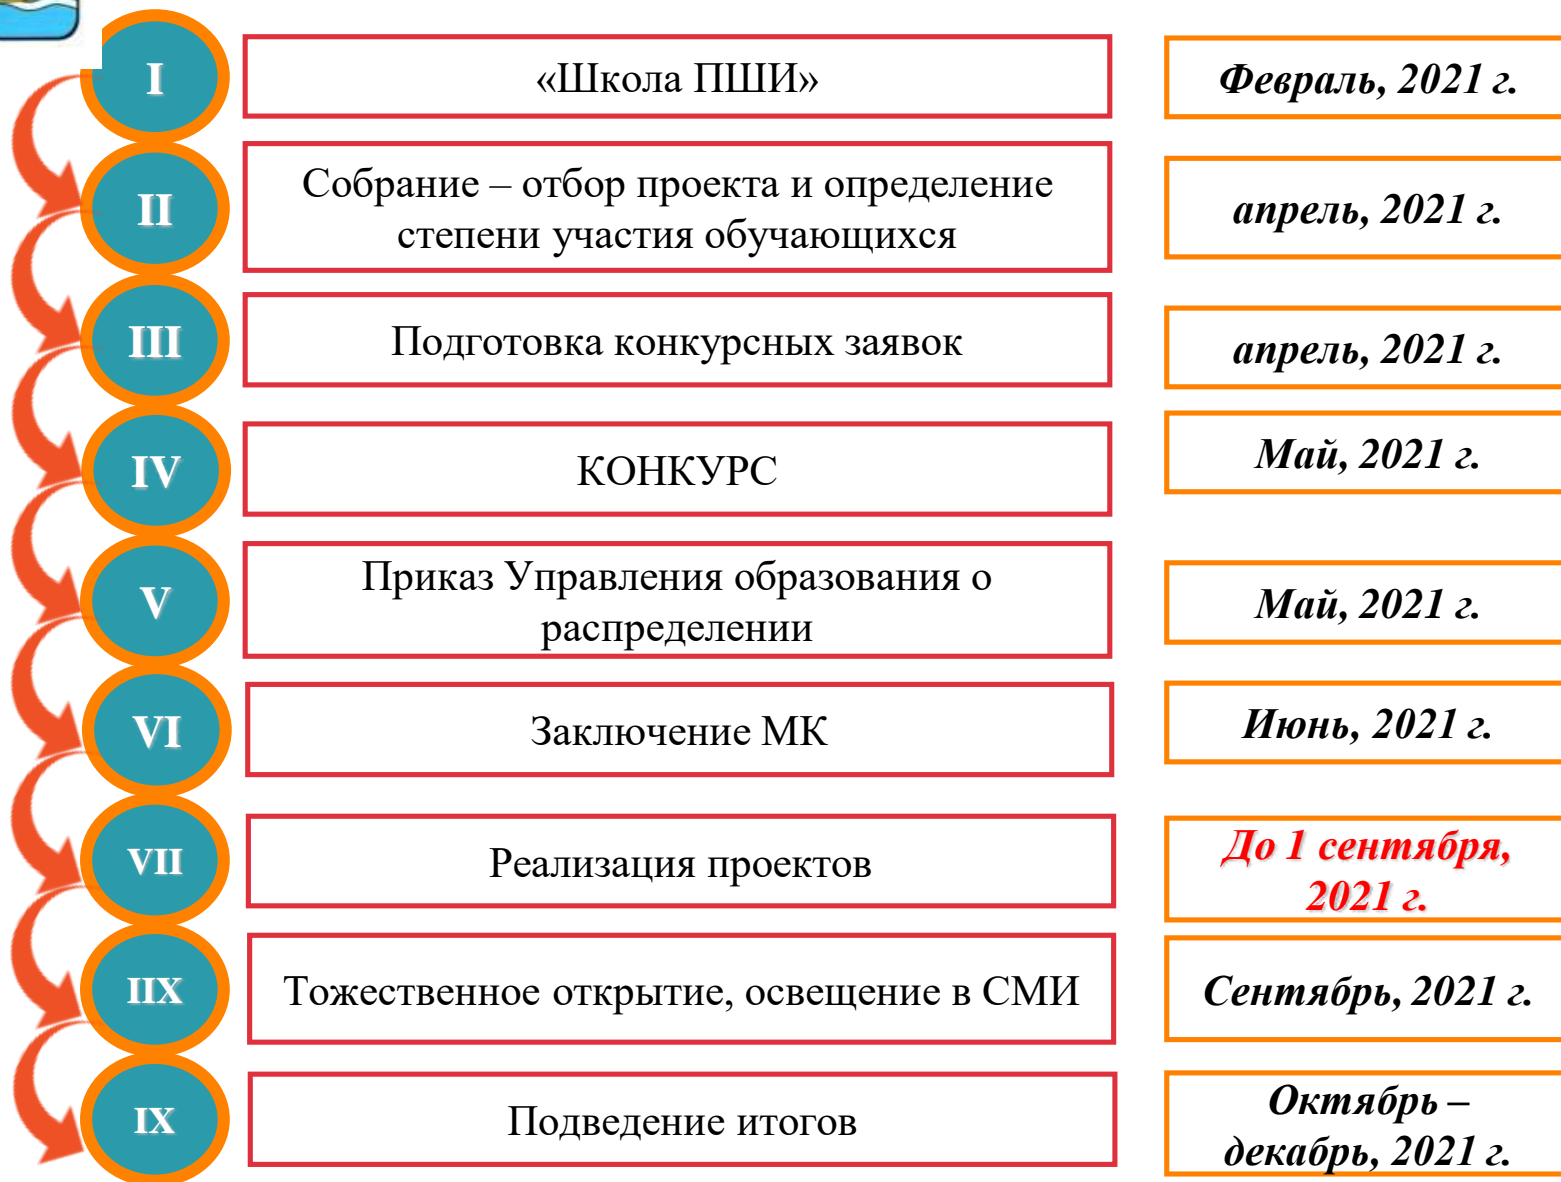 I
«Школа ПШИ»
Февраль, 2021 г.
II
Собрание – отбор проекта и определение
степени участия обучающихся
апрель, 2021 г.
III
Подготовка конкурсных заявок
апрель, 2021 г.
IV
КОНКУРС
Май, 2021 г.
V
Приказ Управления образования о
распределении
Май, 2021 г.
VI
Заключение МК
Июнь, 2021 г.
VII
Реализация проектов
До 1 сентября,
2021 г.
IIX
Тожественное открытие, освещение в СМИ
Сентябрь, 2021 г.
IX
Подведение итогов
Октябрь –
декабрь, 2021 г.